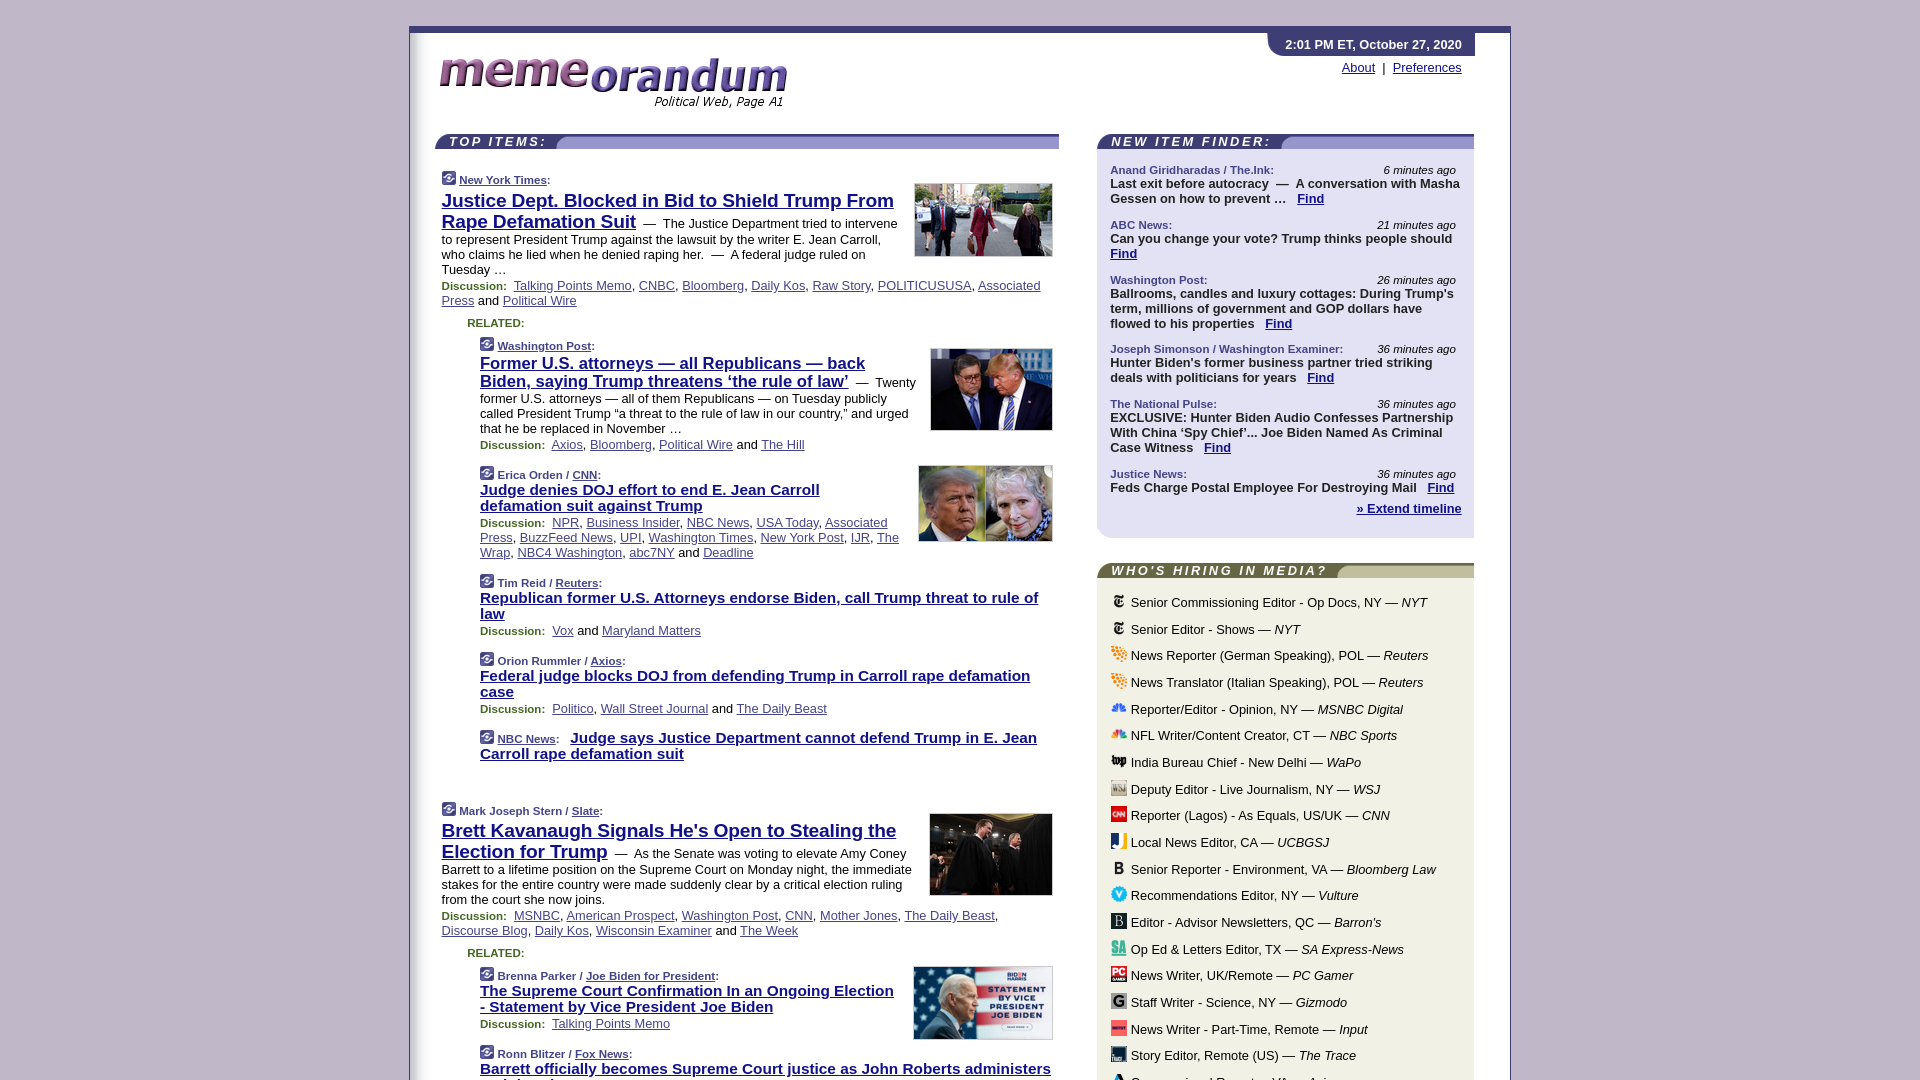 2:01 PM ET, October 27, 2020
memeorandum
About | Preferences
Political Web, Page A1
TOP ITEMS:
New York Times:
Justice Dept. Blocked in Bid to Shield Trump From
Rape Defamation Suit — The Justice Department tried to intervene
to represent President Trump against the lawsuit by the writer E. Jean Carroll,
who claims he lied when he denied raping her. — A federal judge ruled on
Tuesday …
Discussion: Talking Points Memo, CNBC, Bloomberg, Daily Kos, Raw Story, POLITICUSUSA, Associated
Press and Political Wire
RELATED:
Washington Post:
Former U.S. attorneys — all Republicans — back
Biden, saying Trump threatens ‘the rule of law’ — Twenty
former U.S. attorneys — all of them Republicans — on Tuesday publicly
called President Trump “a threat to the rule of law in our country,” and urged
that he be replaced in November …
Discussion: Axios, Bloomberg, Political Wire and The Hill
Erica Orden / CNN:
Judge denies DOJ effort to end E. Jean Carroll
defamation suit against Trump
Discussion: NPR, Business Insider, NBC News, USA Today, Associated
Press, BuzzFeed News, UPI, Washington Times, New York Post, IJR, The
Wrap, NBC4 Washington, abc7NY and Deadline
Tim Reid / Reuters:
Republican former U.S. Attorneys endorse Biden, call Trump threat to rule of
law
Discussion: Vox and Maryland Matters
Orion Rummler / Axios:
Federal judge blocks DOJ from defending Trump in Carroll rape defamation
case
Discussion: Politico, Wall Street Journal and The Daily Beast
NBC News: Judge says Justice Department cannot defend Trump in E. Jean
Carroll rape defamation suit
Mark Joseph Stern / Slate:
Brett Kavanaugh Signals He's Open to Stealing the
Election for Trump — As the Senate was voting to elevate Amy Coney
Barrett to a lifetime position on the Supreme Court on Monday night, the immediate
stakes for the entire country were made suddenly clear by a critical election ruling
from the court she now joins.
Discussion: MSNBC, American Prospect, Washington Post, CNN, Mother Jones, The Daily Beast,
Discourse Blog, Daily Kos, Wisconsin Examiner and The Week
RELATED:
Brenna Parker / Joe Biden for President:
The Supreme Court Confirmation In an Ongoing Election
- Statement by Vice President Joe Biden
Discussion: Talking Points Memo
BIDEN
HARRIS
STATEMENT
BY VICE
PRESIDENT
JOE BIDEN
Ronn Blitzer / Fox News:
Barrett officially becomes Supreme Court justice as John Roberts administers
NEW ITEM FINDER:
Anand Giridharadas / The.Ink: 6 minutes ago
Last exit before autocracy — A conversation with Masha
Gessen on how to prevent … Find
ABC News: 21 minutes ago
Can you change your vote? Trump thinks people should
Find
Washington Post: 26 minutes ago
Ballrooms, candles and luxury cottages: During Trump's
term, millions of government and GOP dollars have
flowed to his properties Find
Joseph Simonson / Washington Examiner: 36 minutes ago
Hunter Biden's former business partner tried striking
deals with politicians for years Find
The National Pulse: 36 minutes ago
EXCLUSIVE: Hunter Biden Audio Confesses Partnership
With China ‘Spy Chief’... Joe Biden Named As Criminal
Case Witness Find
Justice News: 36 minutes ago
Feds Charge Postal Employee For Destroying Mail Find
» Extend timeline
WHO'S HIRING IN MEDIA?
Senior Commissioning Editor - Op Docs, NY — NYT
Senior Editor - Shows — NYT
News Reporter (German Speaking), POL — Reuters
News Translator (Italian Speaking), POL — Reuters
Reporter/Editor - Opinion, NY — MSNBC Digital
NFL Writer/Content Creator, CT — NBC Sports
India Bureau Chief - New Delhi — WaPo
Deputy Editor - Live Journalism, NY — WSJ
Reporter (Lagos) - As Equals, US/UK — CNN
Local News Editor, CA — UCBGSJ
Senior Reporter - Environment, VA — Bloomberg Law
Recommendations Editor, NY — Vulture
Editor - Advisor Newsletters, QC — Barron's
Op Ed & Letters Editor, TX — SA Express-News
News Writer, UK/Remote — PC Gamer
Staff Writer - Science, NY — Gizmodo
News Writer - Part-Time, Remote — Input
Story Editor, Remote (US) — The Trace